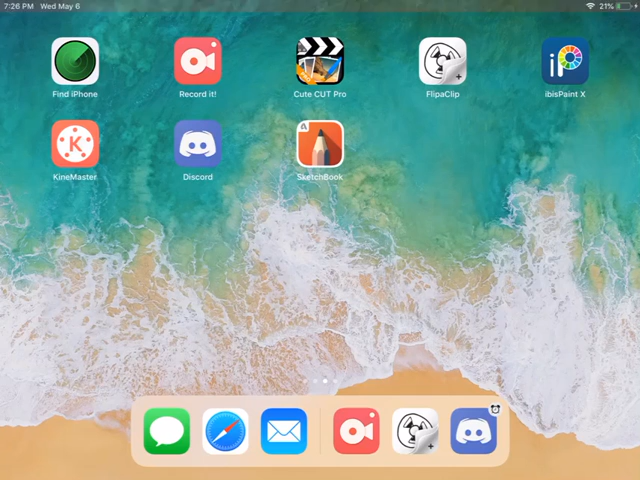 7:26 PM Wed May 6 21%
Find iPhone Record it! Cute CUT Pro FlipaClip ibisPaint X
iP
K
KineMaster Discord SketchBook